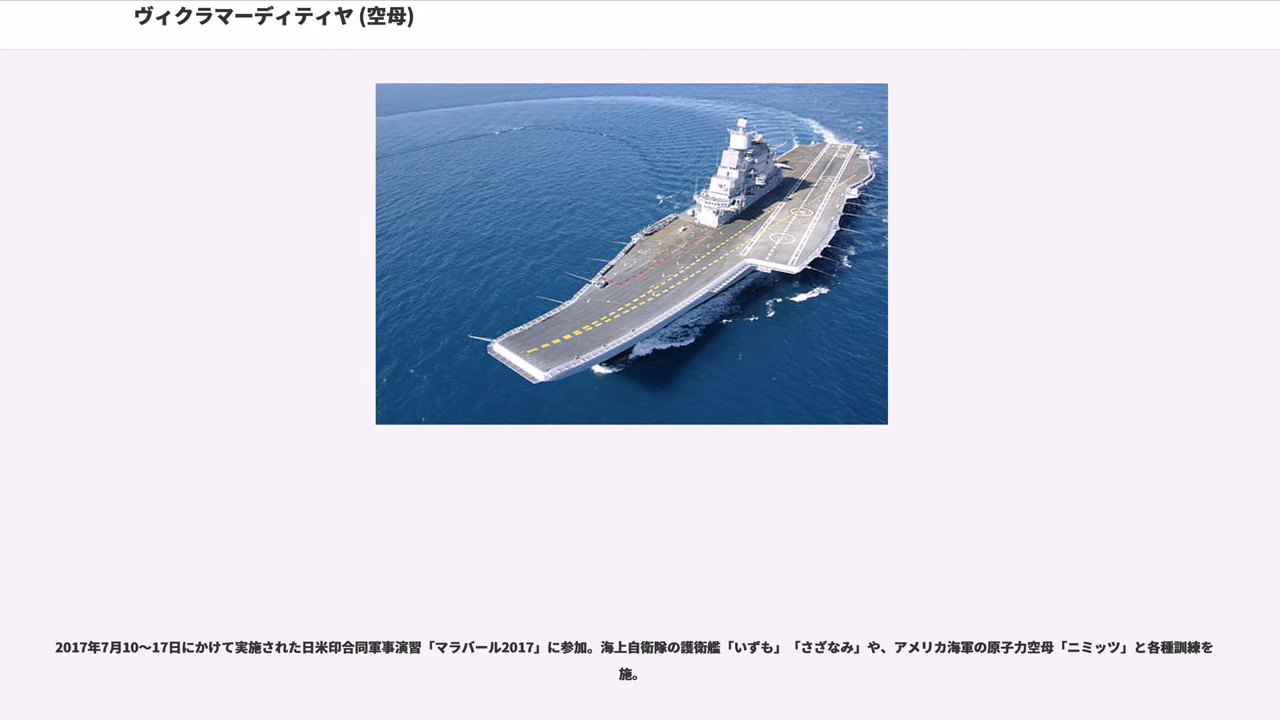 ヴィクラマーディティヤ (空母)
2017年7月10〜17日にかけて実施された日米印合同軍事演習「マラバール2017」に参加。海上自衛隊の護衛艦「いずも」「さざなみ」や、アメリカ海軍の原子力空母「ニミッツ」と各種訓練を
施。